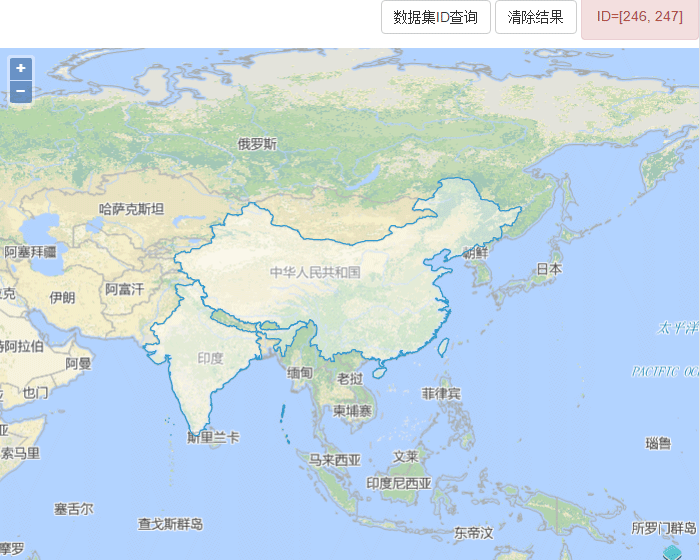 数据集ID查询 清除结果 ID=[246, 247]
+
−
俄罗斯
哈萨克斯坦
阿塞拜疆
朝鲜
中华人民共和国
日本
阿富汗
伊朗
克
太平洋
特阿拉伯
印度
阿曼
PACIFIC OC
缅甸
老挝
也门
菲律宾
柬埔寨
亚
斯里兰卡
瑙鲁
索马里
文莱
马来西亚
印度尼西亚
塞舌尔
查戈斯群岛
所罗门群岛
东帝汶
摩罗